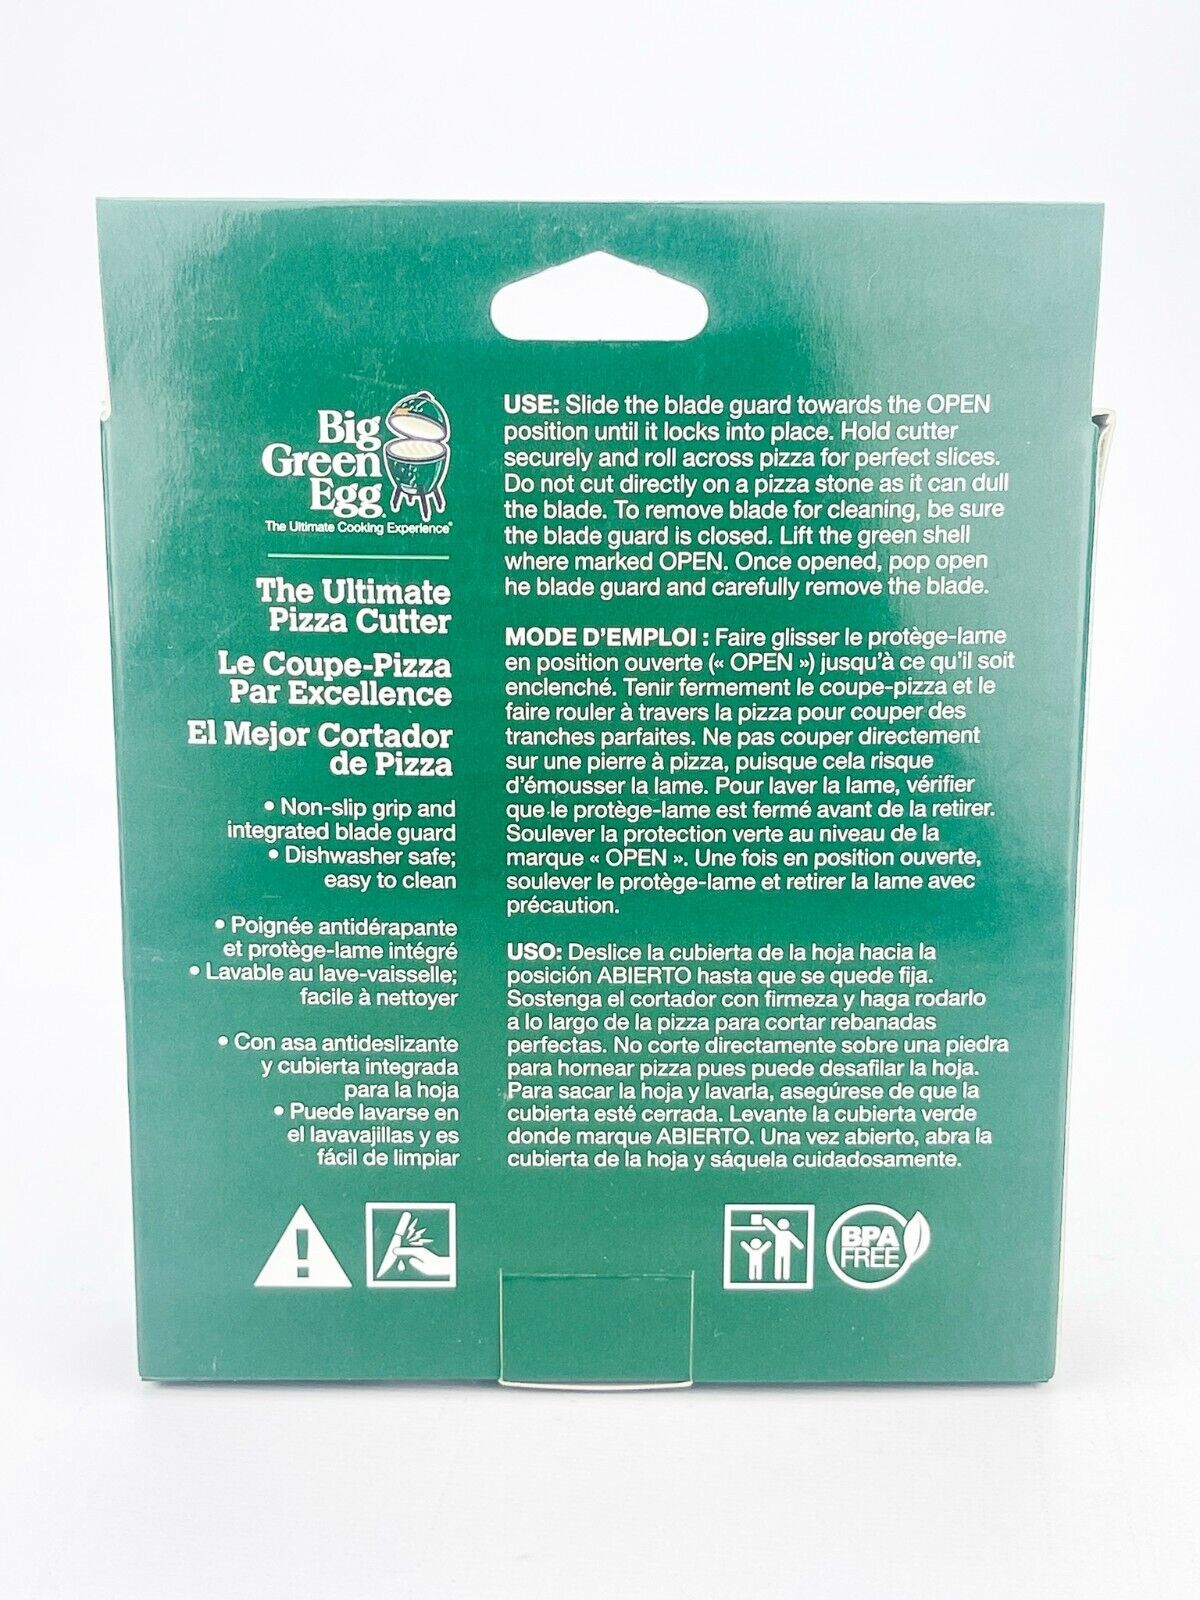 Big
Green
Egg
The Ultimate Cooking Experience®
The Ultimate
Pizza Cutter
Le Coupe-Pizza
Par Excellence
El Mejor Cortador
de Pizza
• Non-slip grip and
integrated blade guard
• Dishwasher safe;
easy to clean
• Poignée antidérapante
et protège-lame intégré
• Lavable au lave-vaisselle;
facile à nettoyer
• Con asa antideslizante
y cubierta integrada
para la hoja
• Puede lavarse en
el lavavajillas y es
fácil de limpiar
USE: Slide the blade guard towards the OPEN
position until it locks into place. Hold cutter
securely and roll across pizza for perfect slices.
Do not cut directly on a pizza stone as it can dull
the blade. To remove blade for cleaning, be sure
the blade guard is closed. Lift the green shell
where marked OPEN. Once opened, pop open
he blade guard and carefully remove the blade.
MODE D'EMPLOI : Faire glisser le protège-lame
en position ouverte (« OPEN ») jusqu'à ce qu'il soit
enclenché. Tenir fermement le coupe-pizza et le
faire rouler à travers la pizza pour couper des
tranches parfaites. Ne pas couper directement
sur une pierre à pizza, puisque cela risque
d'émousser la lame. Pour laver la lame, vérifier
que le protège-lame est fermé avant de la retirer.
Soulever la protection verte au niveau de la
marque « OPEN ». Une fois en position ouverte,
soulever le protège-lame et retirer la lame avec
précaution.
USO: Deslice la cubierta de la hoja hacia la
posición ABIERTO hasta que se quede fija.
Sostenga el cortador con firmeza y haga rodarlo
a lo largo de la pizza para cortar rebanadas
perfectas. No corte directamente sobre una piedra
para hornear pizza pues puede desafilar la hoja.
Para sacar la hoja y lavarla, asegúrese de que la
cubierta esté cerrada. Levante la cubierta verde
donde marque ABIERTO. Una vez abierto, abra la
cubierta de la hoja y sáquela cuidadosamente.
BPA
FREE